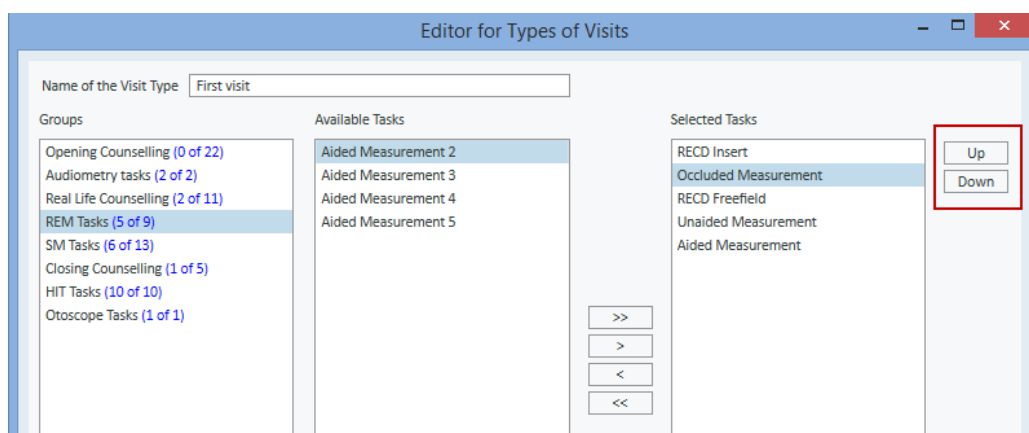 Editor for Types of Visits
Name of the Visit Type
First visit
Groups
Opening Counselling (0 of 22)
Audiometry tasks (2 of 2)
Real Life Counselling (2 of 11)
REM Tasks (5 of 9)
SM Tasks (6 of 13)
Closing Counselling (1 of 5)
HIT Tasks (10 of 10)
Otoscope Tasks (1 of 1)
Available Tasks
Aided Measurement 2
Aided Measurement 3
Aided Measurement 4
Aided Measurement 5
>>
>
<
<<
Selected Tasks
RECD Insert
Occluded Measurement
RECD Freefield
Unaided Measurement
Aided Measurement
Up
Down